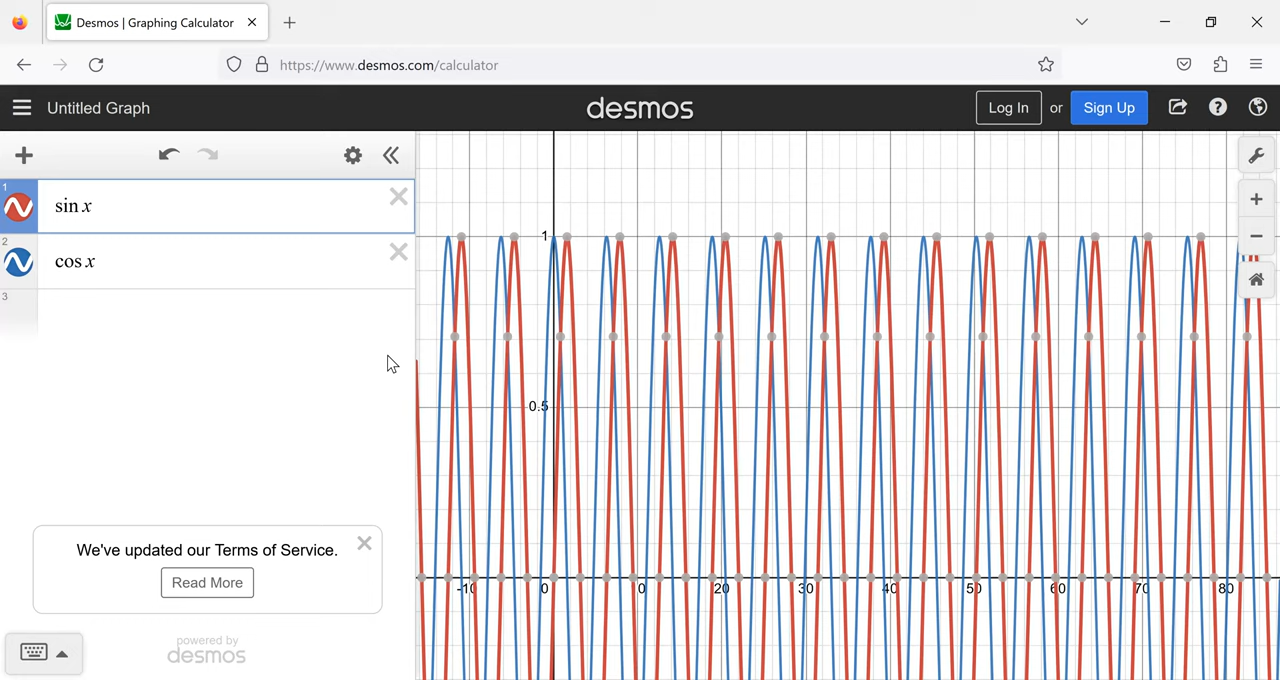 Desmos | Graphing Calculator
https://www.desmos.com/calculator
Untitled Graph
desmos
Log In or Sign Up
1
sin x
2
cos x
3
1
0.5
-10 0 10 20 30 40 50 60 70 80
We've updated our Terms of Service.
Read More
powered by
desmos